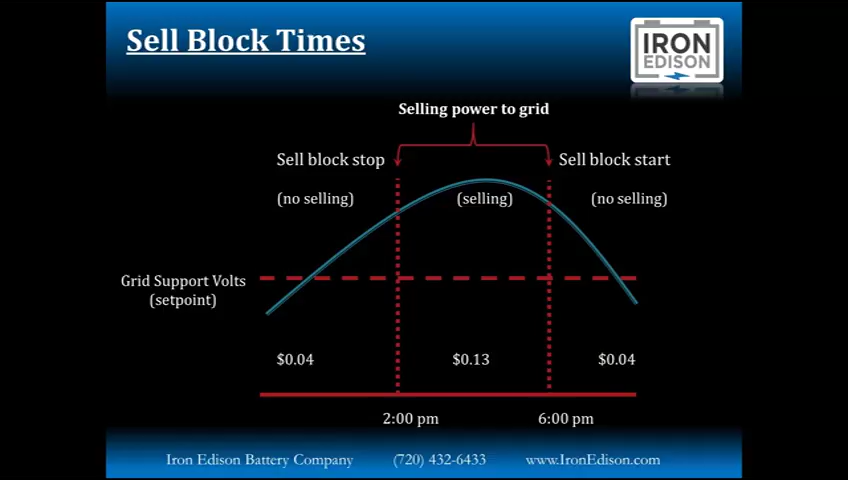 Sell Block Times
IRON
EDISON
Selling power to grid
Sell block stop
Sell block start
(no selling)
(selling)
(no selling)
Grid Support Volts
(setpoint)
$0.04
$0.13
$0.04
2:00 pm
6:00 pm
Iron Edison Battery Company (720) 432-6433 www.IronEdison.com